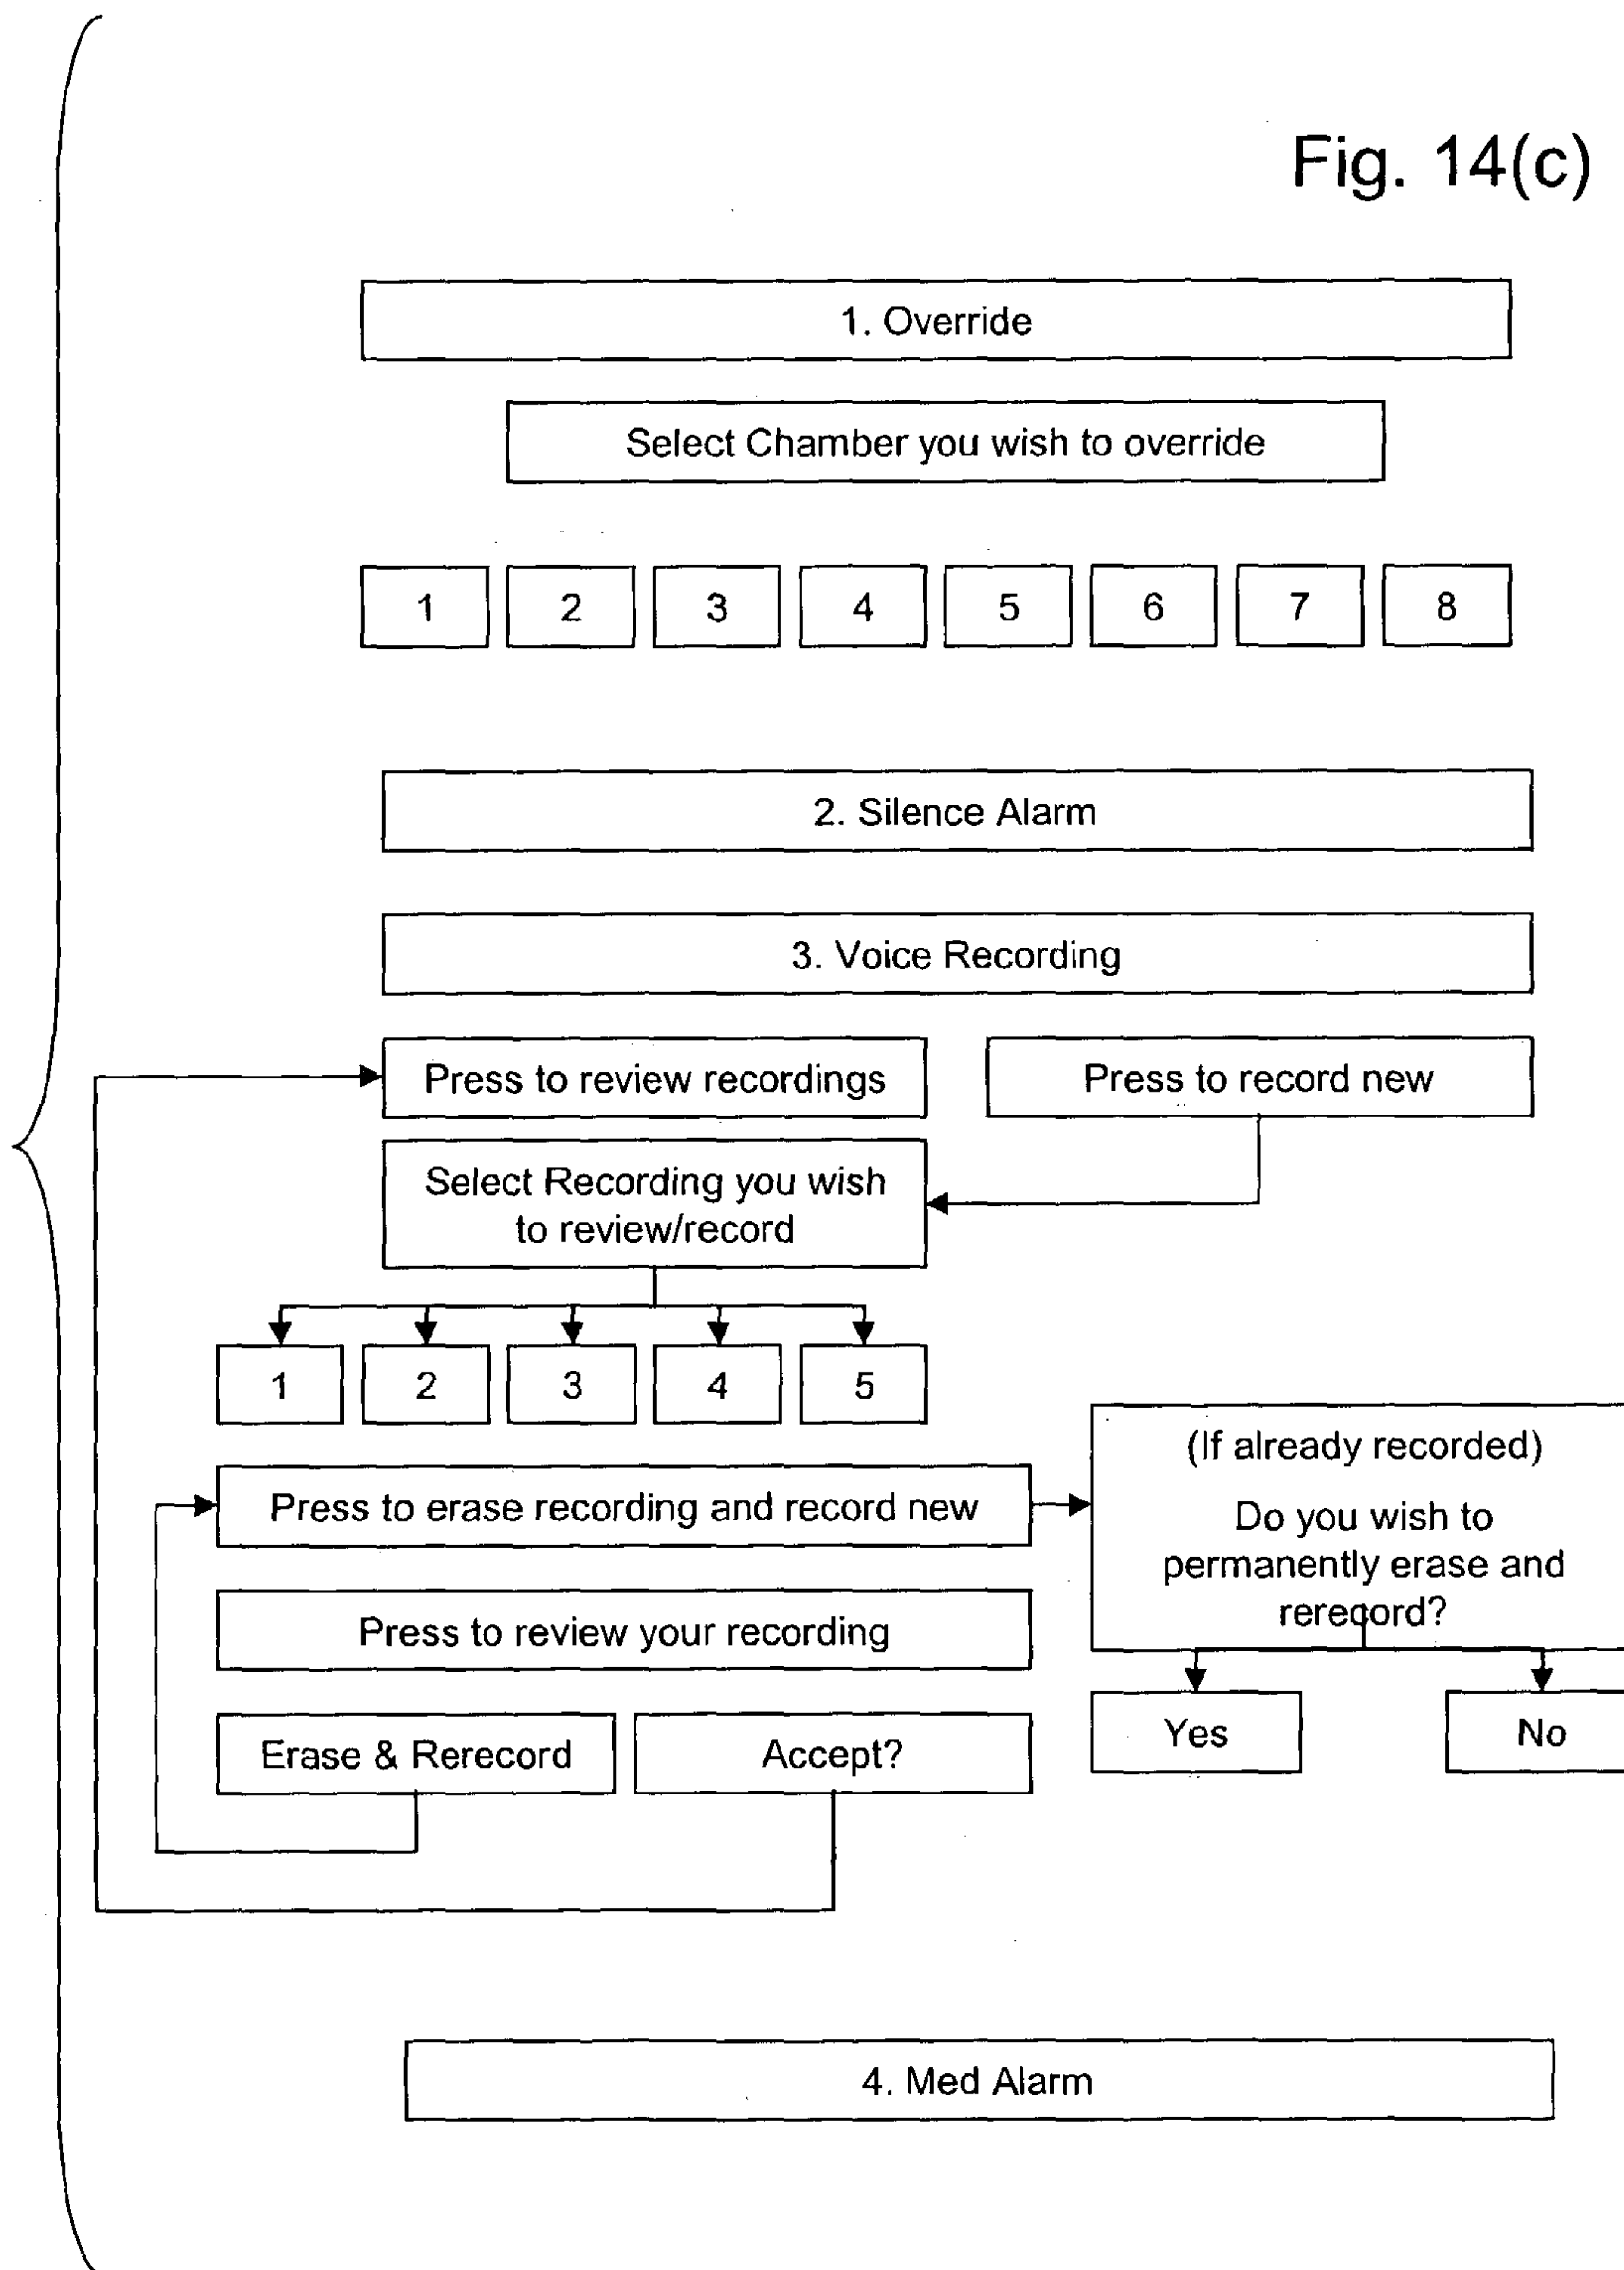 Fig. 14(c)
1. Override
Select Chamber you wish to override
1 2 3 4 5 6 7 8
2. Silence Alarm
3. Voice Recording
Press to review recordings
Press to record new
Select Recording you wish
to review/record
1 2 3 4 5
Press to erase recording and record new
(If already recorded)
Do you wish to
permanently erase and
rerecord?
Press to review your recording
Yes
No
Erase & Rerecord
Accept?
4. Med Alarm